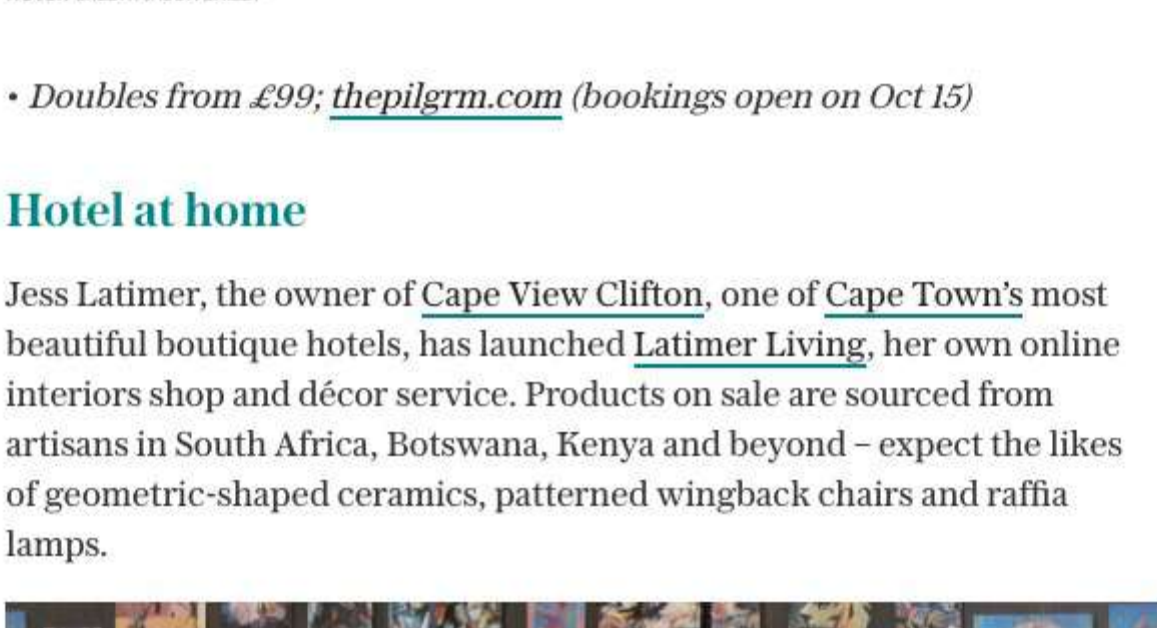 • Doubles from £99; thepilgrm.com (bookings open on Oct 15)
Hotel at home
Jess Latimer, the owner of Cape View Clifton, one of Cape Town’s most
beautiful boutique hotels, has launched Latimer Living, her own online
interiors shop and décor service. Products on sale are sourced from
artisans in South Africa, Botswana, Kenya and beyond – expect the likes
of geometric-shaped ceramics, patterned wingback chairs and raffia
lamps.